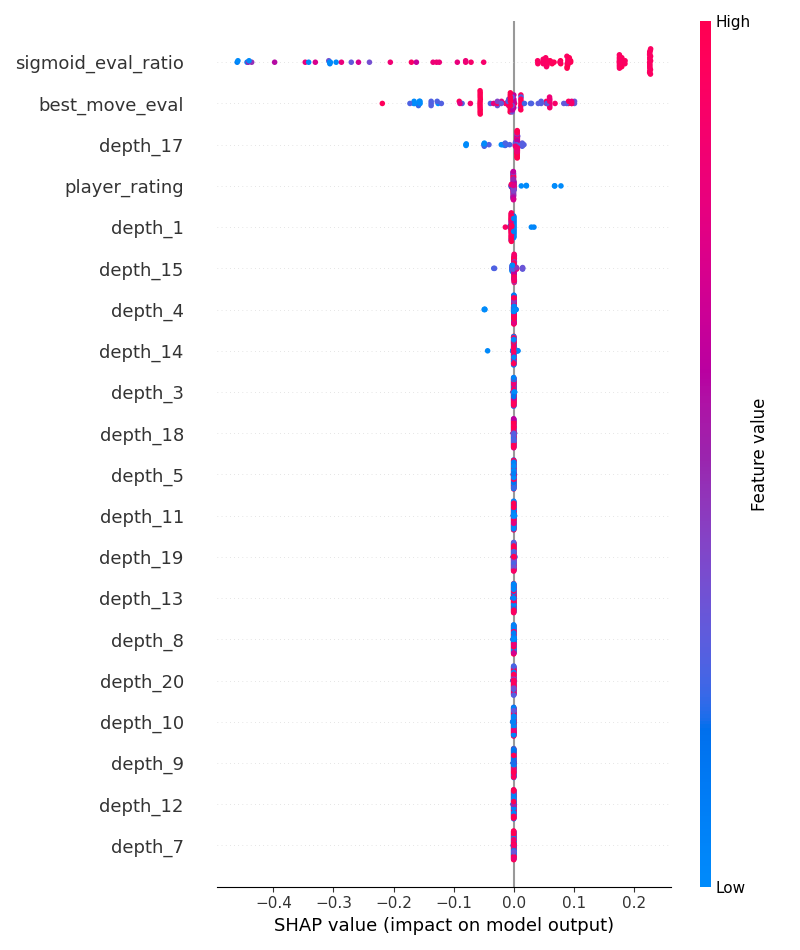 High
sigmoid_eval_ratio
best_move_eval
depth_17
player_rating
depth_1
depth_15
depth_4
depth_14
depth_3
depth_18
depth_5
depth_11
depth_19
depth_13
depth_8
depth_20
depth_10
depth_9
depth_12
depth_7
Feature value
Low
−0.4 −0.3 −0.2 −0.1 0.0 0.1 0.2
SHAP value (impact on model output)